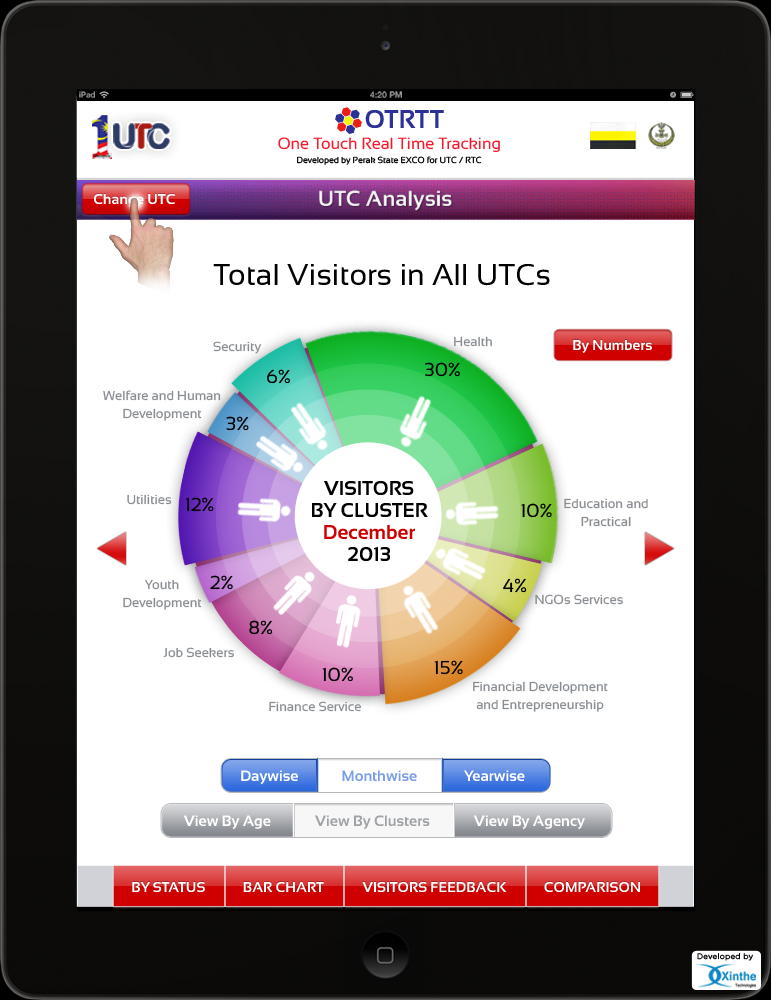 iPad
4:20 PM
1UTC
OTRTT
One Touch Real Time Tracking
Developed by Perak State EXCO for UTC / RTC
Change UTC
UTC Analysis
Total Visitors in All UTCs
By Numbers
Security
6%
Health
30%
Welfare and Human
Development
3%
Utilities
12%
VISITORS
BY CLUSTER
December
2013
10%
Education and
Practical
Youth
Development
2%
4%
NGOs Services
Job Seekers
8%
10%
Finance Service
15%
Financial Development
and Entrepreneurship
Daywise
Monthwise
Yearwise
View By Age
View By Clusters
View By Agency
BY STATUS
BAR CHART
VISITORS FEEDBACK
COMPARISON
Developed by
Xinthe
Technologies